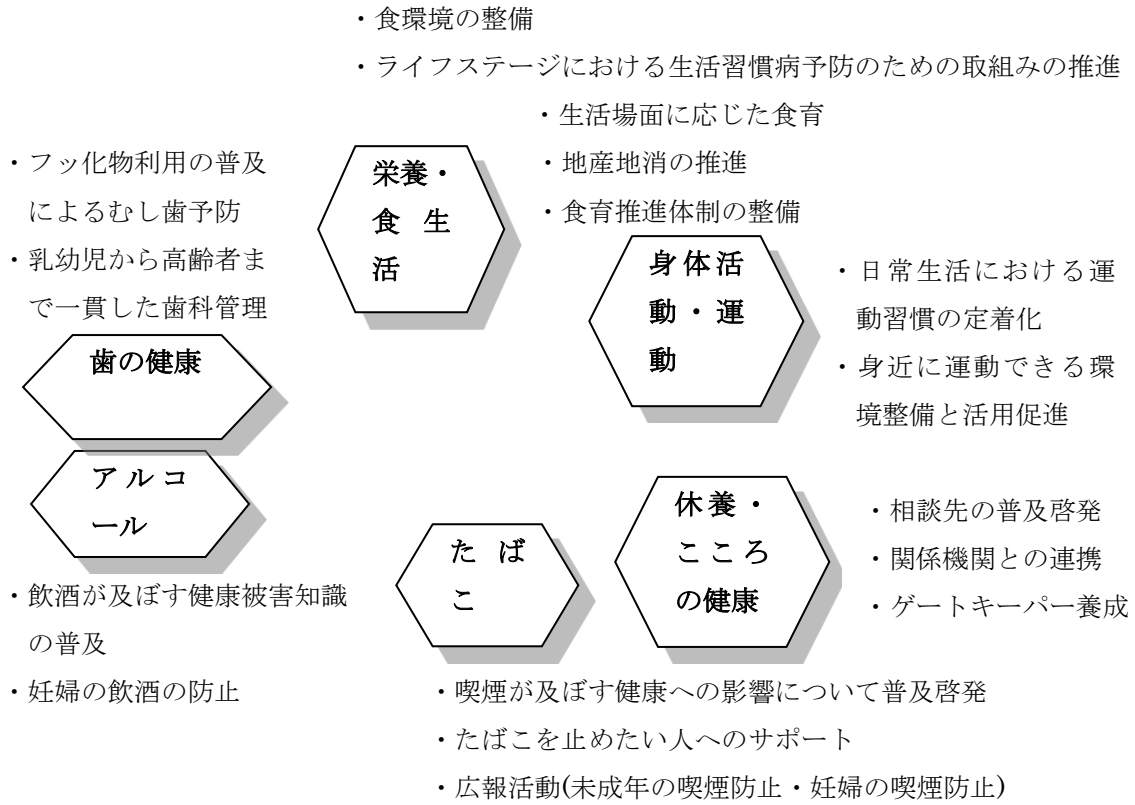 ・食環境の整備
・ライフステージにおける生活習慣病予防のための取組みの推進
・生活場面に応じた食育
・地産地消の推進
・食育推進体制の整備
栄養・
食生
活
・フッ化物利用の普及
によるむし歯予防
・乳幼児から高齢者ま
で一貫した歯科管理
歯の健康
身体活
動・運
動
・日常生活における運
動習慣の定着化
・身近に運動できる環
境整備と活用促進
アルコ
ール
・飲酒が及ぼす健康被害知識
の普及
・妊婦の飲酒の防止
たば
こ
休養・
こころ
の健康
・相談先の普及啓発
・関係機関との連携
・ゲートキーパー養成
・喫煙が及ぼす健康への影響について普及啓発
・たばこを止めたい人へのサポート
・広報活動(未成年の喫煙防止・妊婦の喫煙防止)